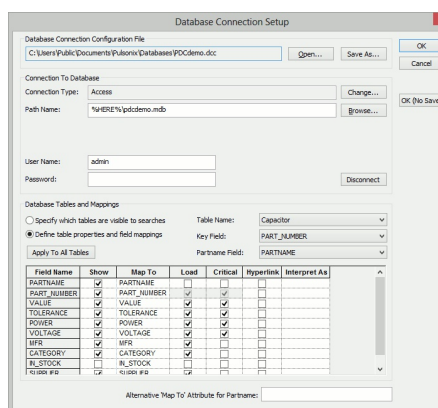 Database Connection Setup
Database Connection Configuration File
C:\Users\Public\Documents\Pulsonix\Databases\PDCdemo.dcc
Open...
Save As...
OK
Cancel
OK (No Save
Connection To Database
Connection Type: Access
Change...
Path Name: %HERE%\pdcdemo.mdb
Browse...
User Name: admin
Password:
Disconnect
Database Tables and Mappings
Specify which tables are visible to searches
Define table properties and field mappings
Apply To All Tables
Table Name: Capacitor
Key Field: PART_NUMBER
Partname Field: PARTNAME
Field Name Show Map To Load Critical Hyperlink Interpret As
PARTNAME PARTNAME
PART_NUMBER PART_NUMBER
VALUE VALUE
TOLERANCE TOLERANCE
POWER POWER
VOLTAGE VOLTAGE
MFR MFR
CATEGORY CATEGORY
IN_STOCK IN_STOCK
SUPPLIER SUPPLIER
Alternative 'Map To' Attribute for Partname: